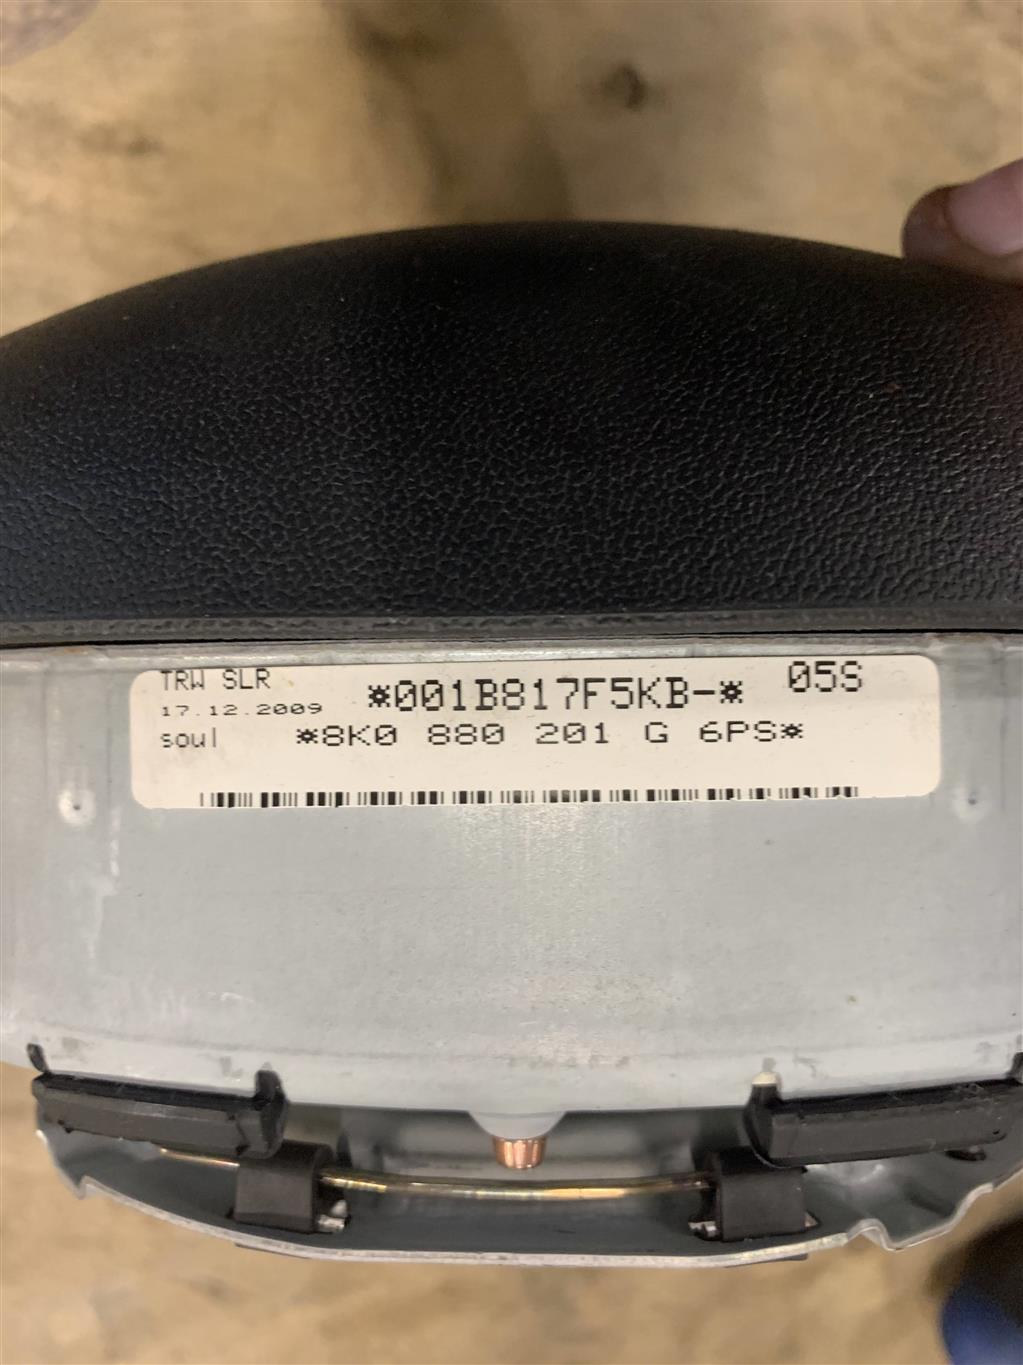 TRW SLR *001B817F5KB-* 05S
17.12.2009
soul *8K0 880 201 G 6PS*